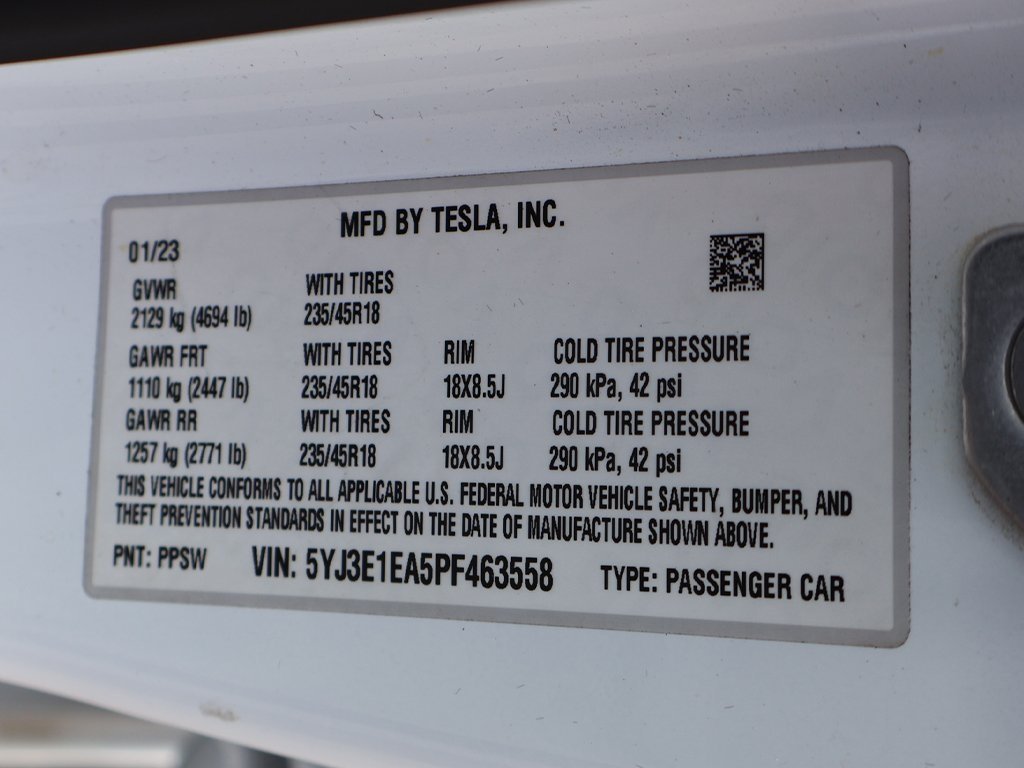 MFD BY TESLA, INC.
01/23
GVWR WITH TIRES
2129 kg (4694 lb) 235/45R18
GAWR FRT WITH TIRES RIM COLD TIRE PRESSURE
1110 kg (2447 lb) 235/45R18 18X8.5J 290 kPa, 42 psi
GAWR RR WITH TIRES RIM COLD TIRE PRESSURE
1257 kg (2771 lb) 235/45R18 18X8.5J 290 kPa, 42 psi
THIS VEHICLE CONFORMS TO ALL APPLICABLE U.S. FEDERAL MOTOR VEHICLE SAFETY, BUMPER, AND
THEFT PREVENTION STANDARDS IN EFFECT ON THE DATE OF MANUFACTURE SHOWN ABOVE.
PNT: PPSW VIN: 5YJ3E1EA5PF463558 TYPE: PASSENGER CAR